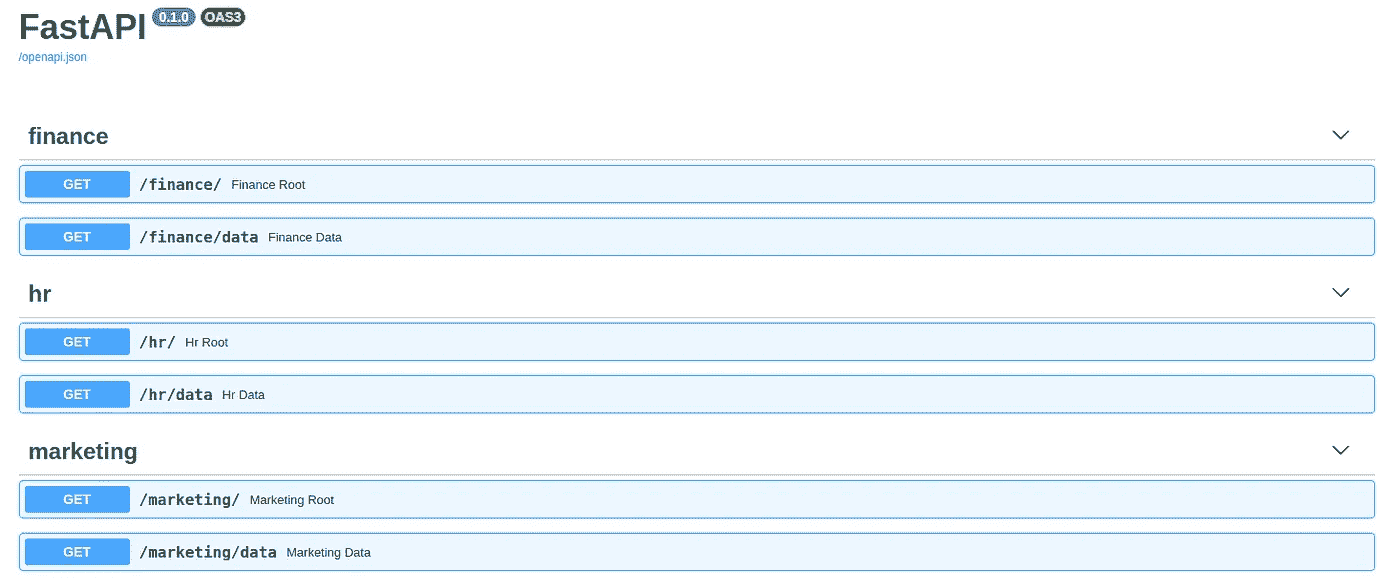 FastAPI 0.1.0 OAS3
/openapi.json
finance
GET /finance/ Finance Root
GET /finance/data Finance Data
hr
GET /hr/ Hr Root
GET /hr/data Hr Data
marketing
GET /marketing/ Marketing Root
GET /marketing/data Marketing Data